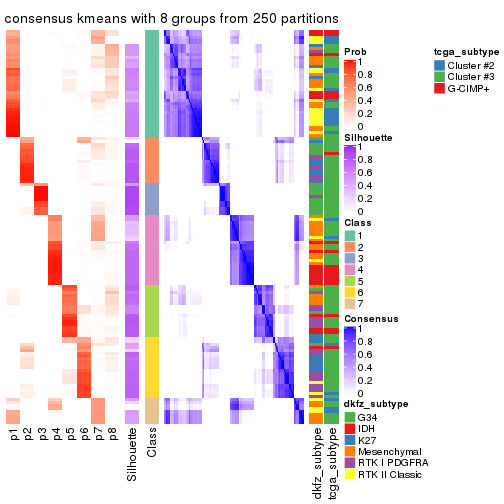 consensus kmeans with 8 groups from 250 partitions
Prob
1
0.8
0.6
0.4
0.2
0
Silhouette
1
0.8
0.6
0.4
0.2
0
Class
1
2
3
4
5
6
7
Consensus
1
0.8
0.6
0.4
0.2
0
dkfz_subtype
G34
IDH
K27
Mesenchymal
RTK I PDGFRA
RTK II Classic
tcga_subtype
Cluster #2
Cluster #3
G-CIMP+
p1
p2
p3
p4
p5
p6
p7
p8
Silhouette
Class
dkfz_subtype
tcga_subtype